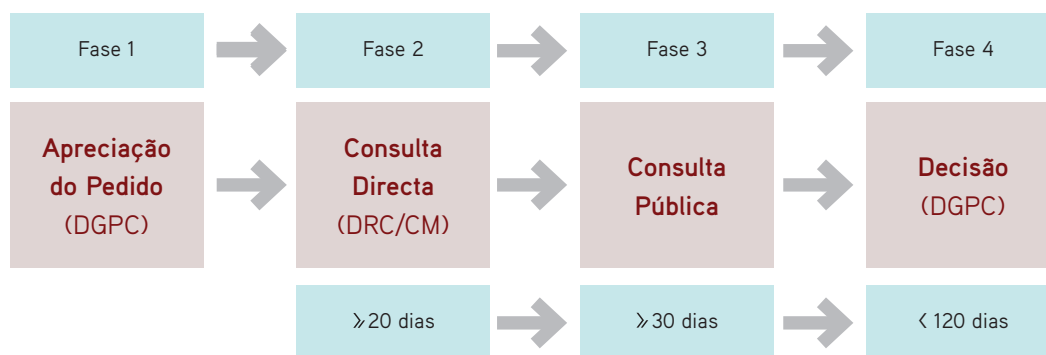 Fase 1
Fase 2
Fase 3
Fase 4
Apreciação
do Pedido
(DGPC)
Consulta
Directa
(DRC/CM)
Consulta
Pública
Decisão
(DGPC)
⩾20 dias
⩾30 dias
< 120 dias